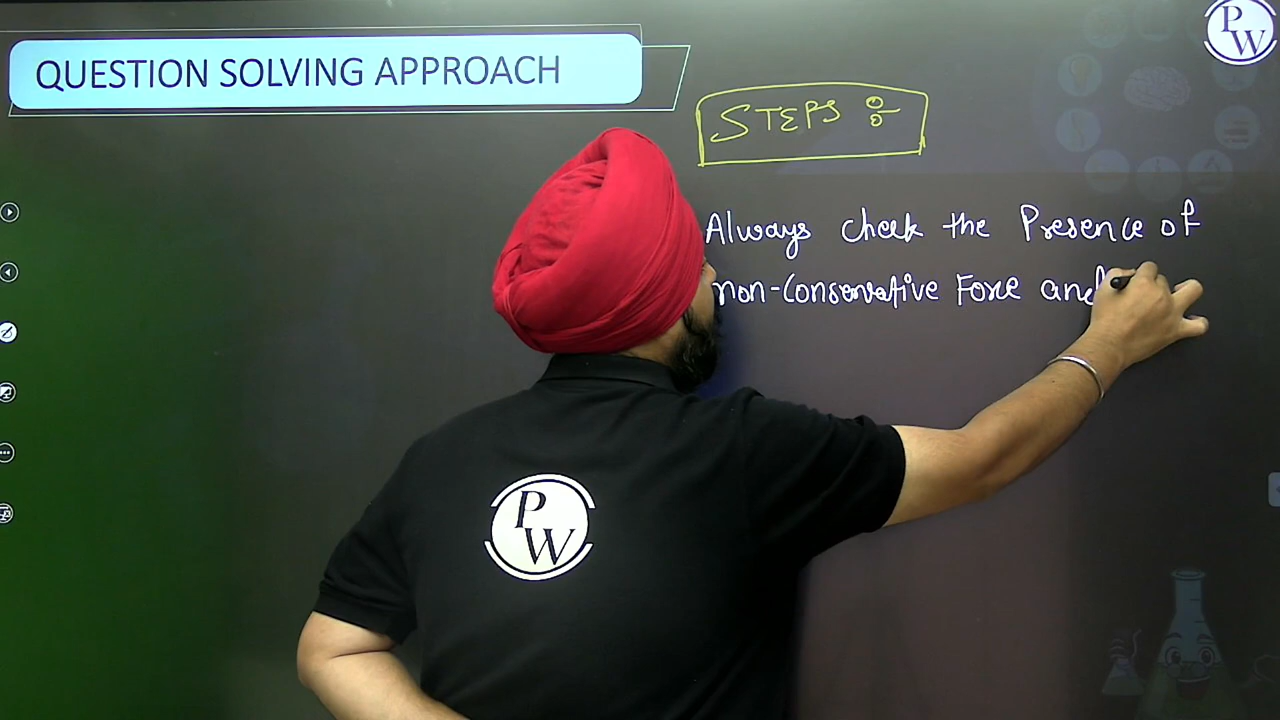 QUESTION SOLVING APPROACH
PW
STEPS :-
Always check the Presence of
non-Conservative Force and
PW